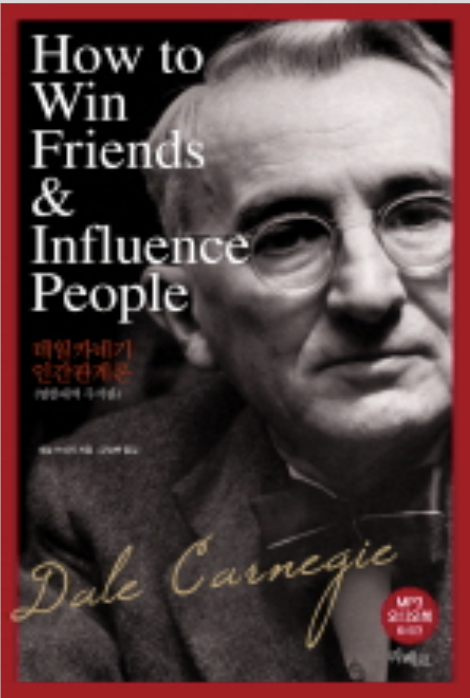 How to
Win
Friends
&
Influence
People
데일카네기
인간관계론
Dale Carnegie
MP3